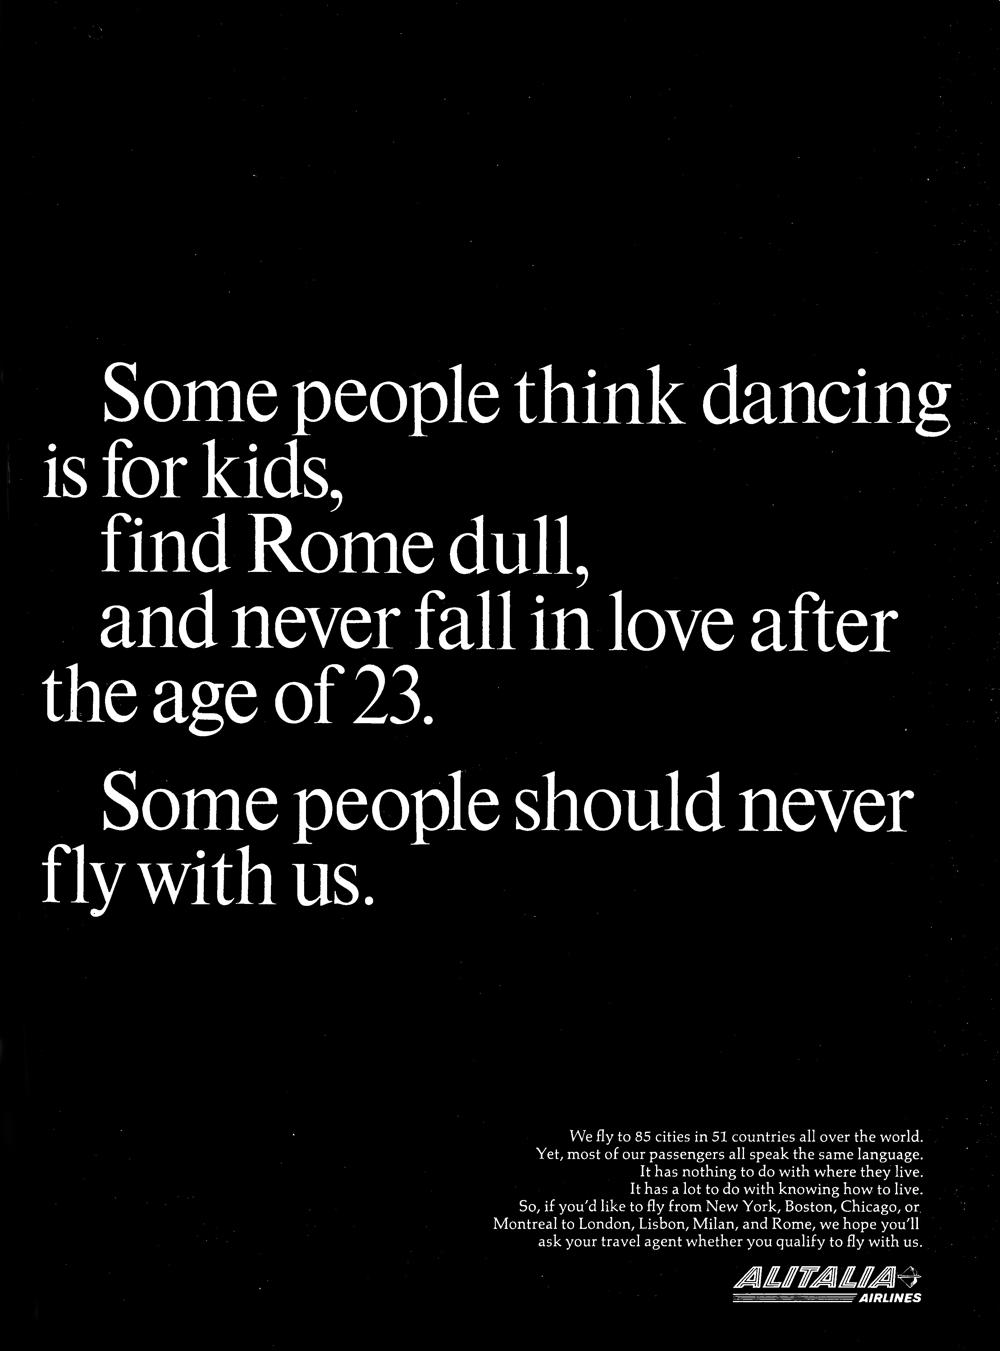 Some people think dancing
is for kids,
find Rome dull,
and never fall in love after
the age of 23.
Some people should never
fly with us.
We fly to 85 cities in 51 countries all over the world.
Yet, most of our passengers all speak the same language.
It has nothing to do with where they live.
It has a lot to do with knowing how to live.
So, if you'd like to fly from New York, Boston, Chicago, or
Montreal to London, Lisbon, Milan, and Rome, we hope you'll
ask your travel agent whether you qualify to fly with us.
ALITALIA
AIRLINES